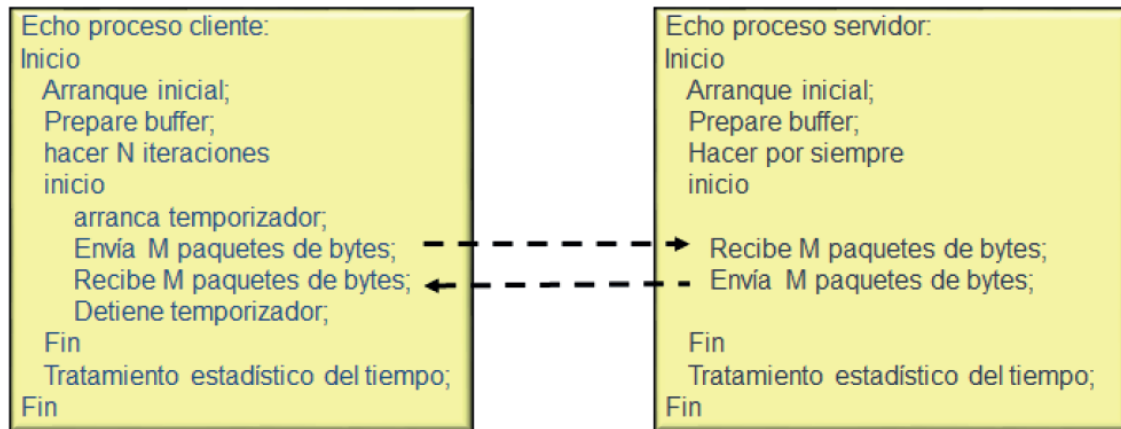 Echo proceso cliente:
Inicio
Arranque inicial;
Prepare buffer;
hacer N iteraciones
inicio
arranca temporizador;
Envía M paquetes de bytes;
Recibe M paquetes de bytes;
Detiene temporizador;
Fin
Tratamiento estadístico del tiempo;
Fin
Echo proceso servidor:
Inicio
Arranque inicial;
Prepare buffer;
Hacer por siempre
inicio
Recibe M paquetes de bytes;
Envía M paquetes de bytes;
Fin
Tratamiento estadístico del tiempo;
Fin